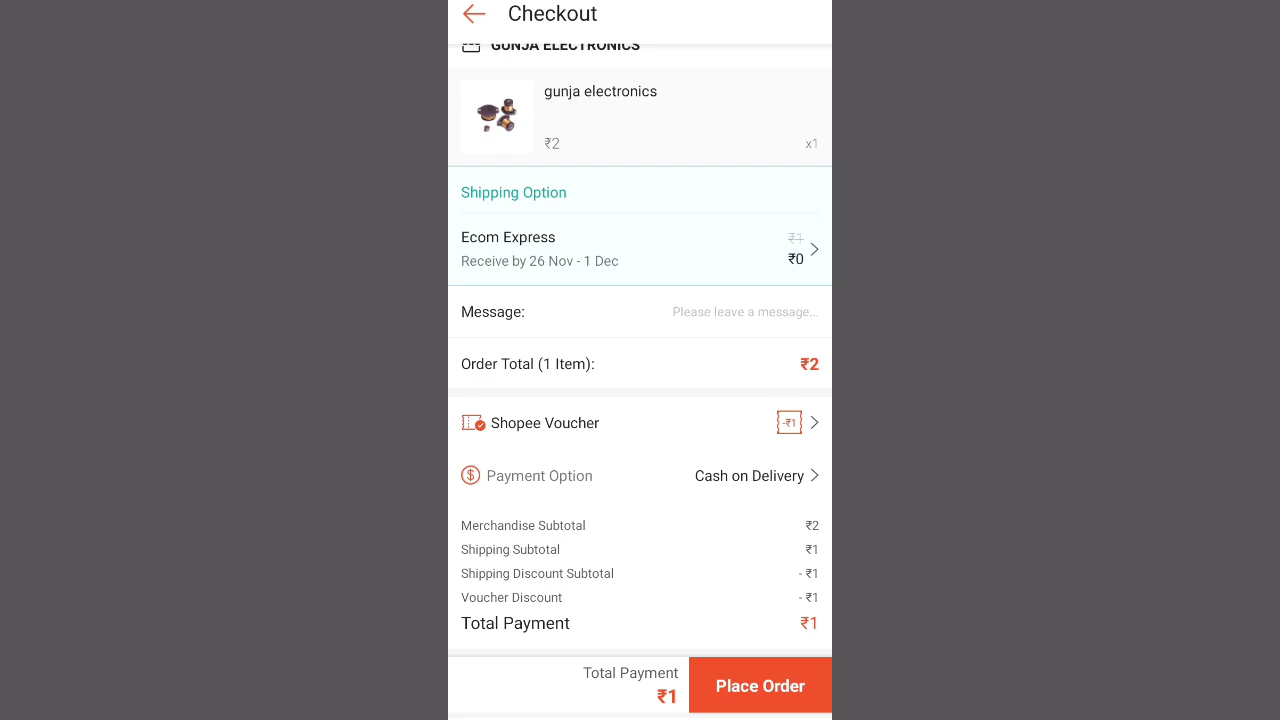 Checkout
GUNJA ELECTRONICS
gunja electronics
₹2 x1
Shipping Option
Ecom Express ₹1
Receive by 26 Nov - 1 Dec ₹0
Message: Please leave a message...
Order Total (1 Item): ₹2
Shopee Voucher -₹1
$ Payment Option Cash on Delivery
Merchandise Subtotal ₹2
Shipping Subtotal ₹1
Shipping Discount Subtotal - ₹1
Voucher Discount - ₹1
Total Payment ₹1
Total Payment
₹1
Place Order